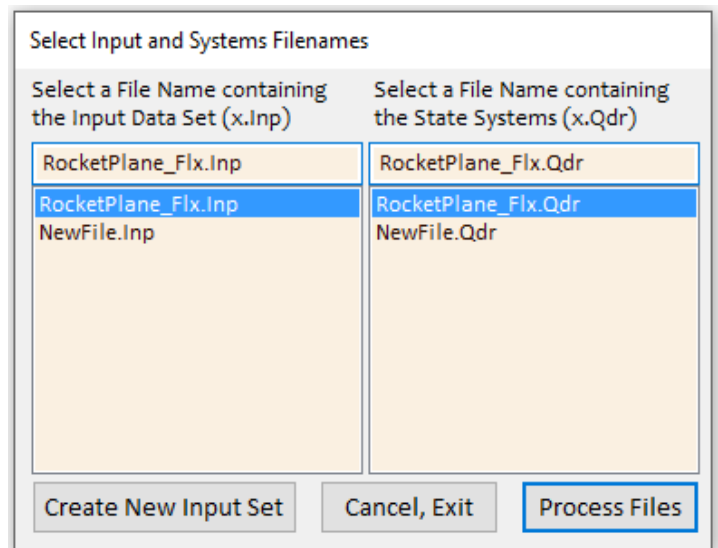 Select Input and Systems Filenames
Select a File Name containing
the Input Data Set (x.Inp)
RocketPlane_Flx.Inp
RocketPlane_Flx.Inp
NewFile.Inp
Select a File Name containing
the State Systems (x.Qdr)
RocketPlane_Flx.Qdr
RocketPlane_Flx.Qdr
NewFile.Qdr
Create New Input Set
Cancel, Exit
Process Files